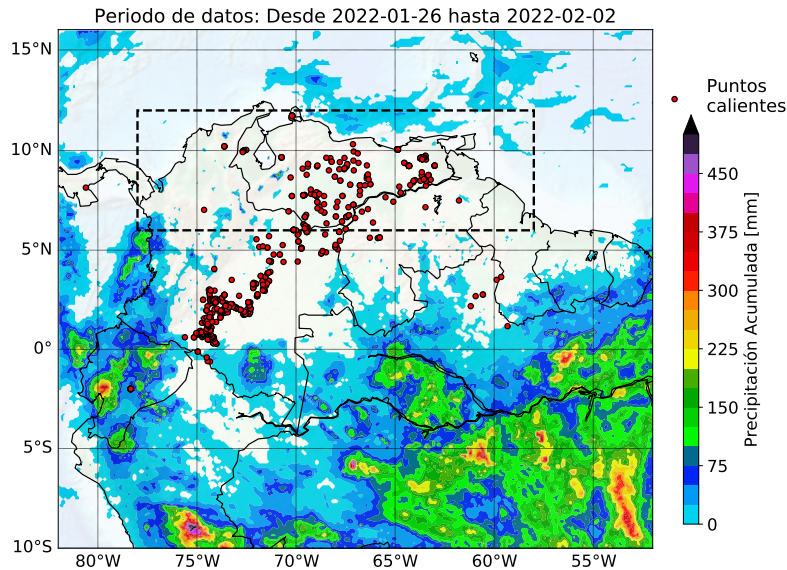 Periodo de datos: Desde 2022-01-26 hasta 2022-02-02
15°N
10°N
5°N
0°
5°S
10°S
80°W
75°W
70°W
65°W
60°W
55°W
Puntos
calientes
450
375
300
225
150
75
0
Precipitación Acumulada [mm]